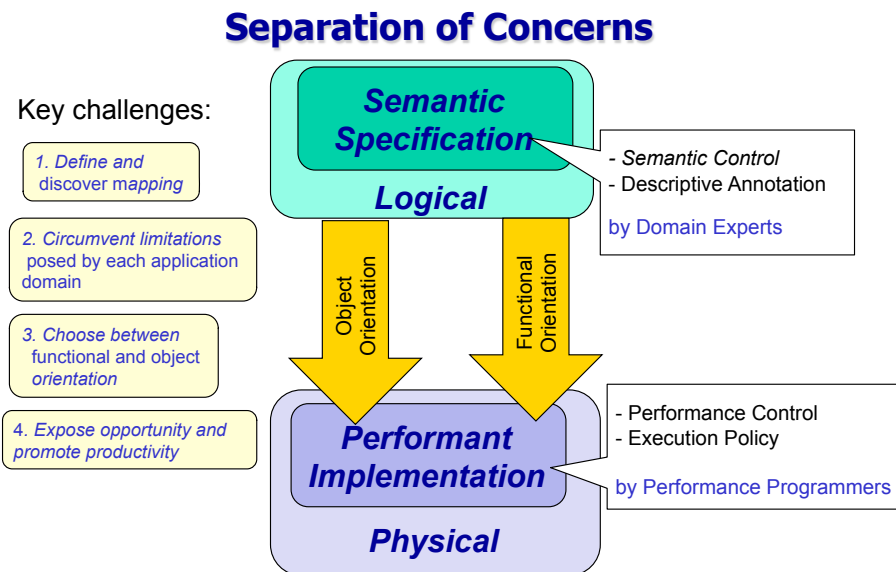 Separation of Concerns
Key challenges:
1. Define and
discover mapping
2. Circumvent limitations
posed by each application
domain
3. Choose between
functional and object
orientation
4. Expose opportunity and
promote productivity
Semantic
Specification
Logical
- Semantic Control
- Descriptive Annotation
by Domain Experts
Object
Orientation
Functional
Orientation
Performant
Implementation
Physical
- Performance Control
- Execution Policy
by Performance Programmers